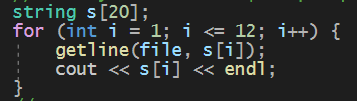 string s[20];
for (int i = 1; i <= 12; i++) {
    getline(file, s[i]);
    cout << s[i] << endl;
}